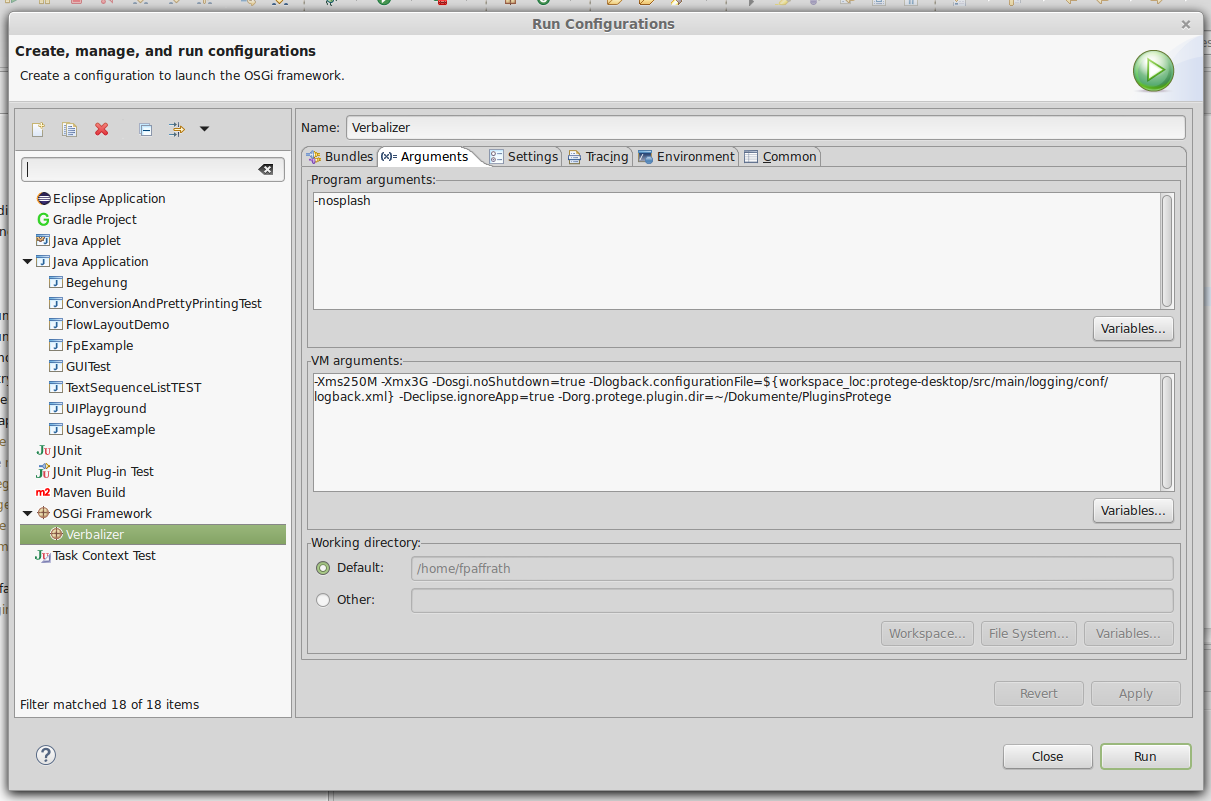 Run Configurations
Create, manage, and run configurations
Create a configuration to launch the OSGi framework.
Name: Verbalizer
Bundles (x)= Arguments Settings Tracing Environment Common
Eclipse Application
Gradle Project
Java Applet
Java Application
Begehung
ConversionAndPrettyPrintingTest
FlowLayoutDemo
FpExample
GUITest
TextSequenceListTEST
UIPlayground
UsageExample
JUnit
JUnit Plug-in Test
m2 Maven Build
OSGi Framework
Verbalizer
Task Context Test
Filter matched 18 of 18 items
Program arguments:
-nosplash
Variables...
VM arguments:
-Xms250M -Xmx3G -Dosgi.noShutdown=true -Dlogback.configurationFile=${workspace_loc:protege-desktop/src/main/logging/conf/
logback.xml} -Declipse.ignoreApp=true -Dorg.protege.plugin.dir=~/Dokumente/PluginsProtege
Variables...
Working directory:
Default: /home/fpaffrath
Other:
Workspace... File System... Variables...
Revert Apply
Close Run